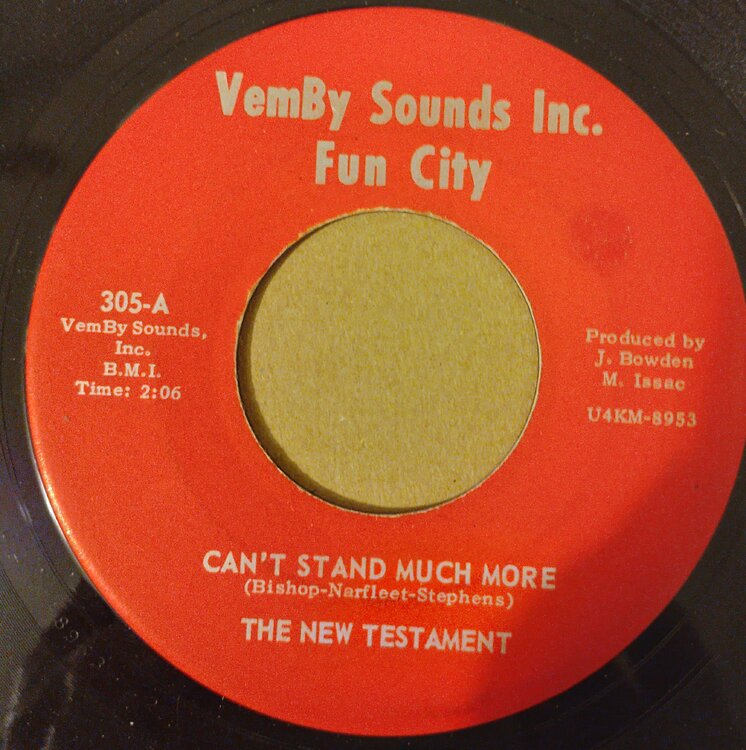 VemBy Sounds Inc.
Fun City
305-A
VemBy Sounds,
Inc.
B.M.I.
Time: 2:06
Produced by
J. Bowden
M. Issac
U4KM-8953
CAN'T STAND MUCH MORE
(Bishop-Narfleet-Stephens)
THE NEW TESTAMENT